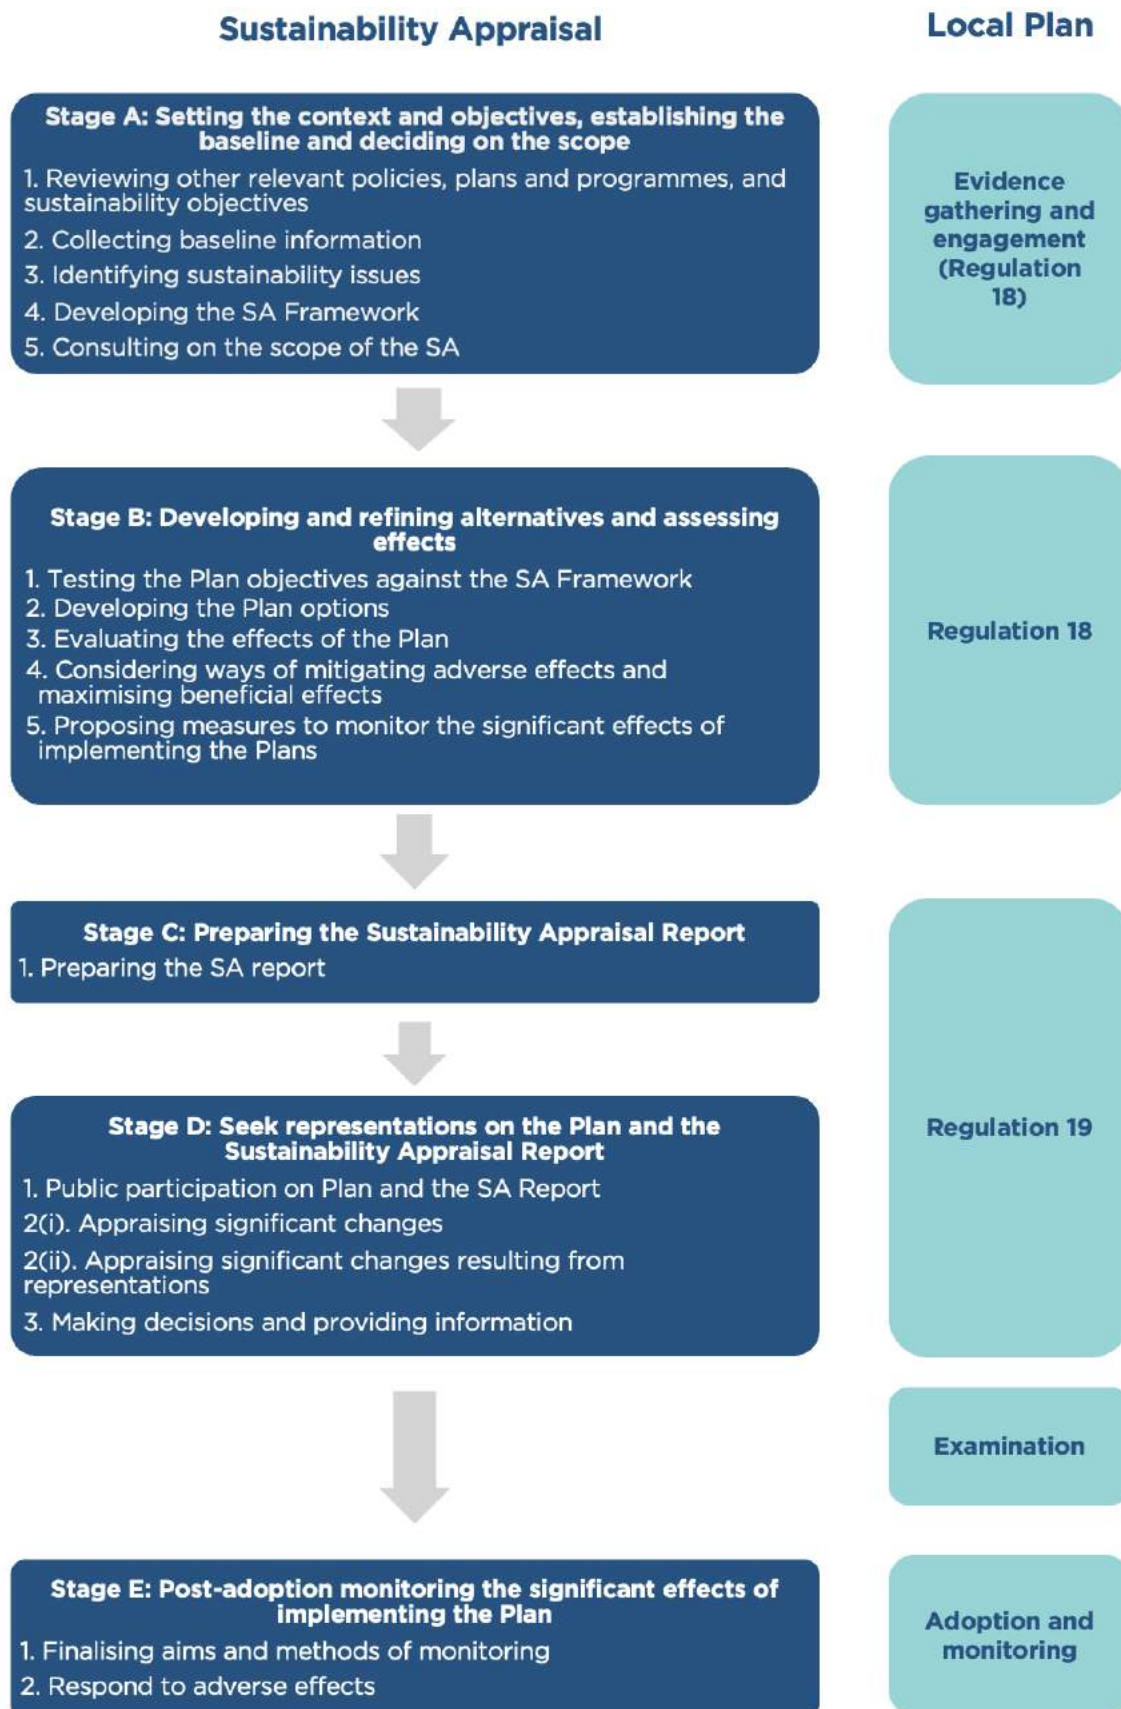 Sustainability Appraisal
Local Plan
Stage A: Setting the context and objectives, establishing the
baseline and deciding on the scope
1. Reviewing other relevant policies, plans and programmes, and
sustainability objectives
2. Collecting baseline information
3. Identifying sustainability issues
4. Developing the SA Framework
5. Consulting on the scope of the SA
Evidence
gathering and
engagement
(Regulation
18)
Stage B: Developing and refining alternatives and assessing
effects
1. Testing the Plan objectives against the SA Framework
2. Developing the Plan options
3. Evaluating the effects of the Plan
4. Considering ways of mitigating adverse effects and
maximising beneficial effects
5. Proposing measures to monitor the significant effects of
implementing the Plans
Regulation 18
Stage C: Preparing the Sustainability Appraisal Report
1. Preparing the SA report
Stage D: Seek representations on the Plan and the
Sustainability Appraisal Report
1. Public participation on Plan and the SA Report
2(i). Appraising significant changes
2(ii). Appraising significant changes resulting from
representations
3. Making decisions and providing information
Regulation 19
Examination
Stage E: Post-adoption monitoring the significant effects of
implementing the Plan
1. Finalising aims and methods of monitoring
2. Respond to adverse effects
Adoption and
monitoring